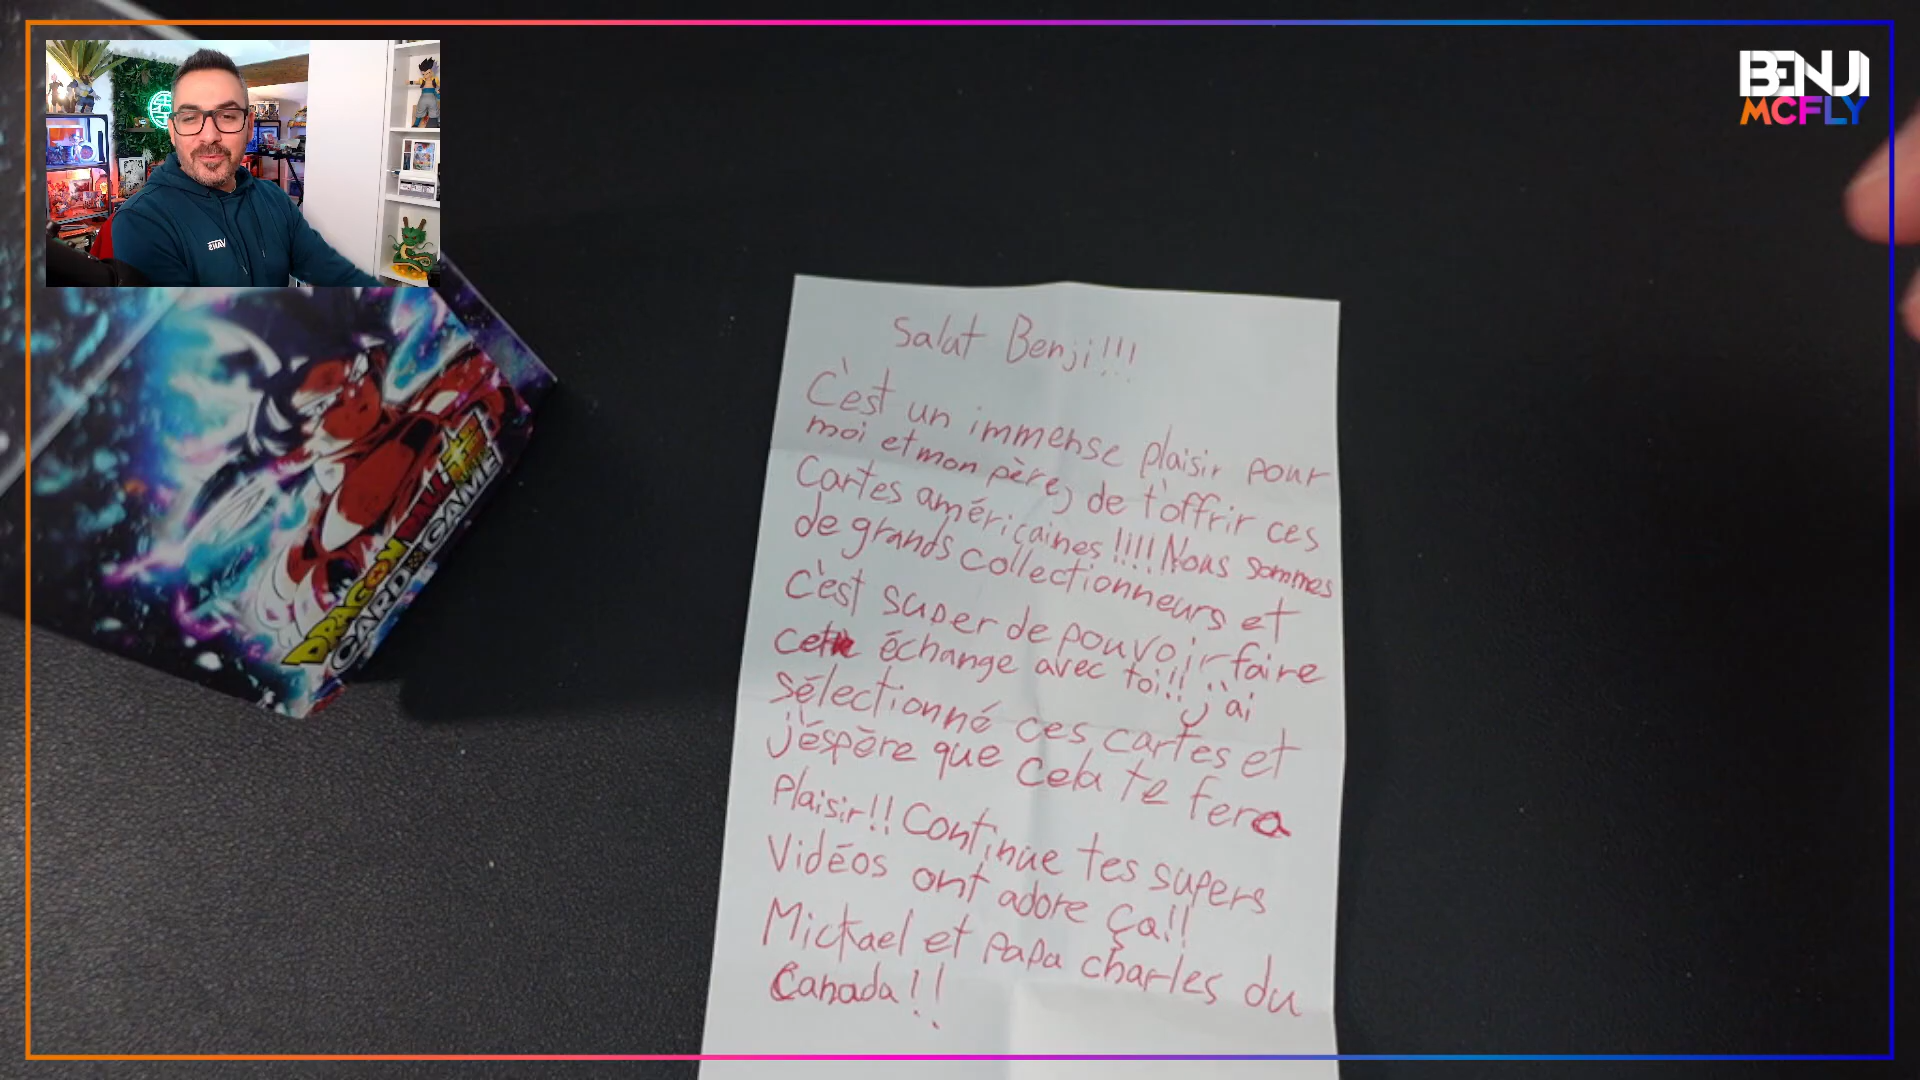 BENJI
MCFLY
VANS
DRAGON BALL
CARD GAME
Salut Benji!!!
C'est un immense plaisir pour
moi et mon père, de t'offrir ces
Cartes américaines!!!! Nous sommes
de grands collectionneurs et
c'est super de pouvoir faire
cette échange avec toi!! j'ai
sélectionné ces cartes et
j'éspère que cela te fera
plaisir!! Continue tes supers
Vidéos ont adore ça!!
Mickael et papa charles du
Canada!!